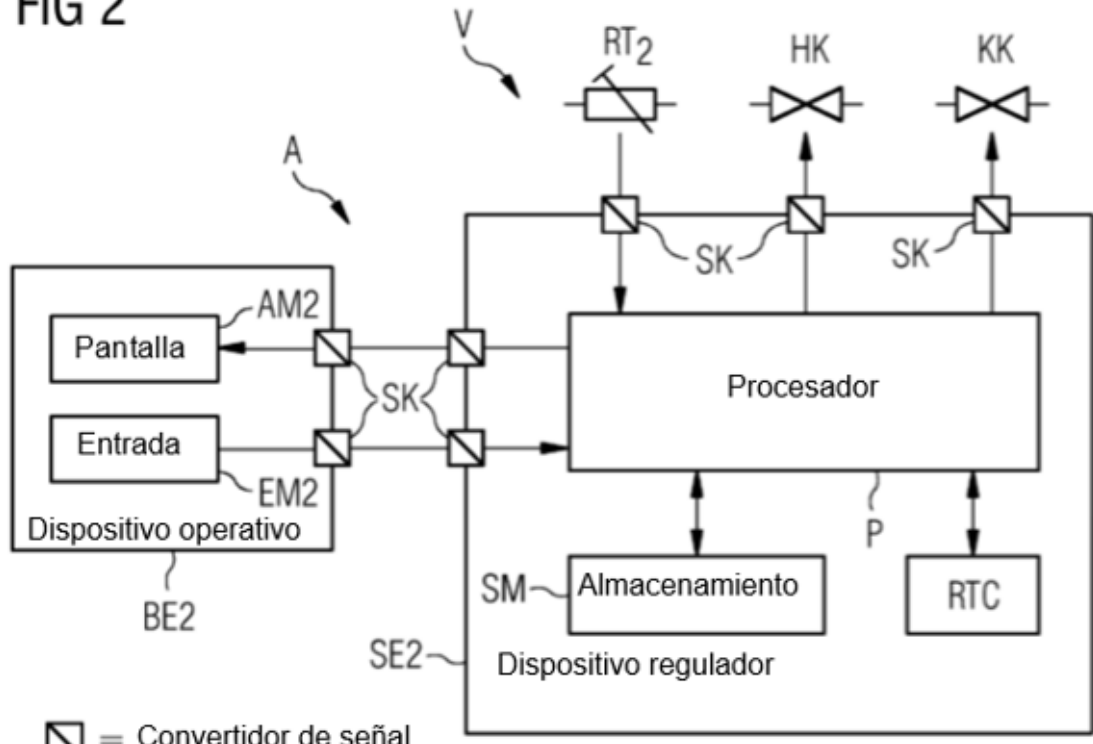 FIG 2
V
RT2
HK
KK
A
SK
SK
AM2
Pantalla
SK
Procesador
Entrada
EM2
Dispositivo operativo
P
BE2
SM
Almacenamiento
RTC
SE2
Dispositivo regulador
= Convertidor de señal